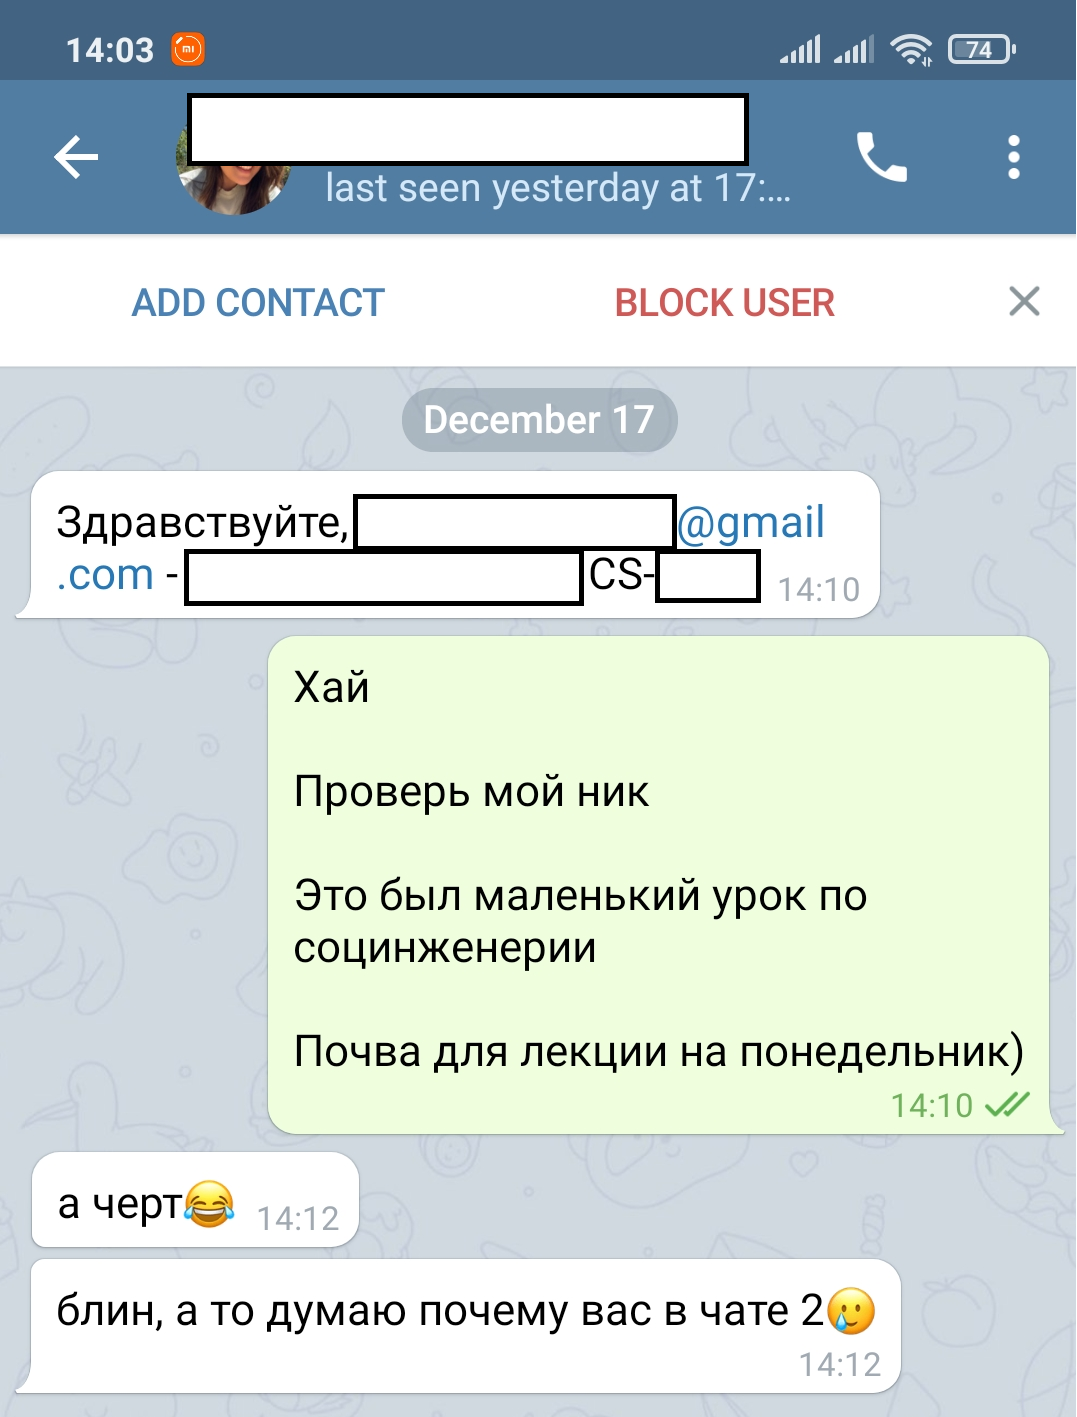 14:03
74
last seen yesterday at 17:...
ADD CONTACT BLOCK USER
December 17
Здравствуйте, @gmail
.com - CS- 14:10
Хай
Проверь мой ник
Это был маленький урок по
социнженерии
Почва для лекции на понедельник)
14:10
а черт😂 14:12
блин, а то думаю почему вас в чате 2🥲
14:12